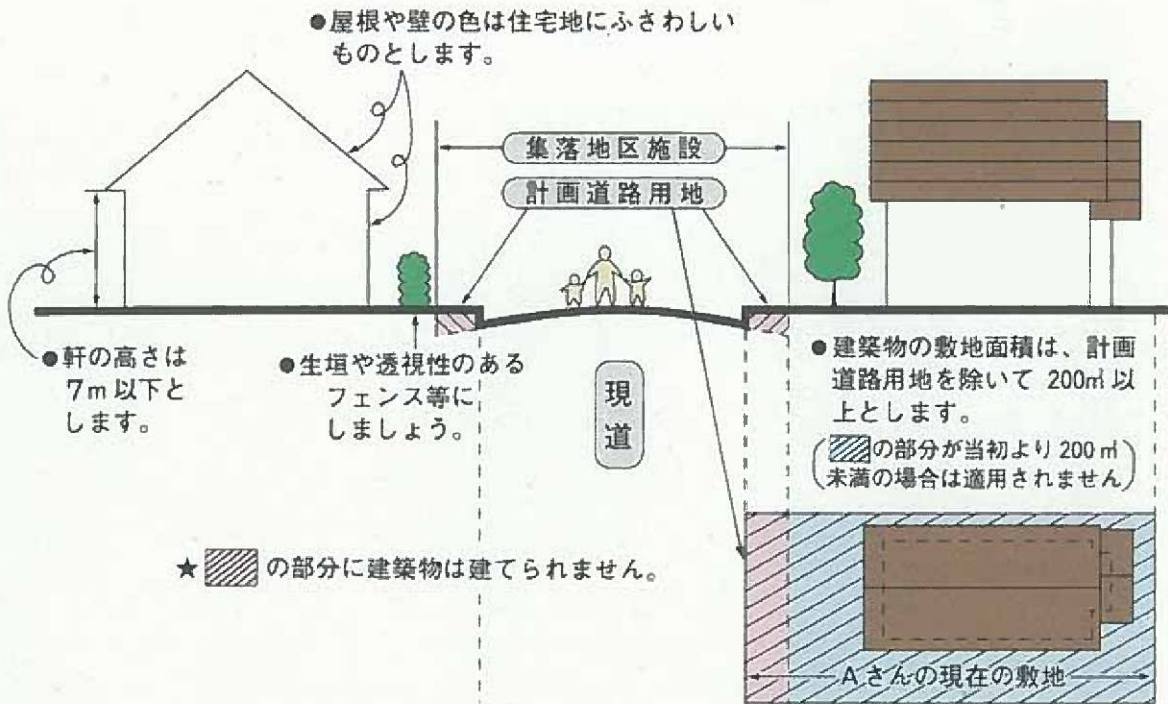 ●屋根や壁の色は住宅地にふさわしい
ものとします。
集落地区施設
計画道路用地
●軒の高さは
7m以下と
します。
●生垣や透視性のある
フェンス等に
しましょう。
現道
●建築物の敷地面積は、計画
道路用地を除いて 200㎡以
上とします。
(の部分が当初より 200㎡
未満の場合は適用されません)
★ の部分に建築物は建てられません。
Aさんの現在の敷地